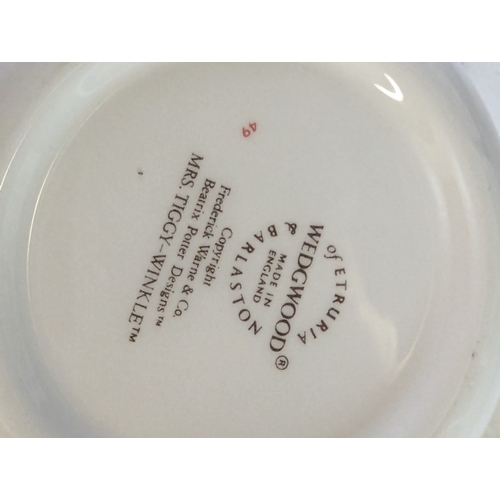 of ETRURIA
WEDGWOOD®
MADE IN
ENGLAND
& BARLASTON
Copyright
Frederick Warne & Co.
Beatrix Potter Designs™
MRS. TIGGY-WINKLE™
49